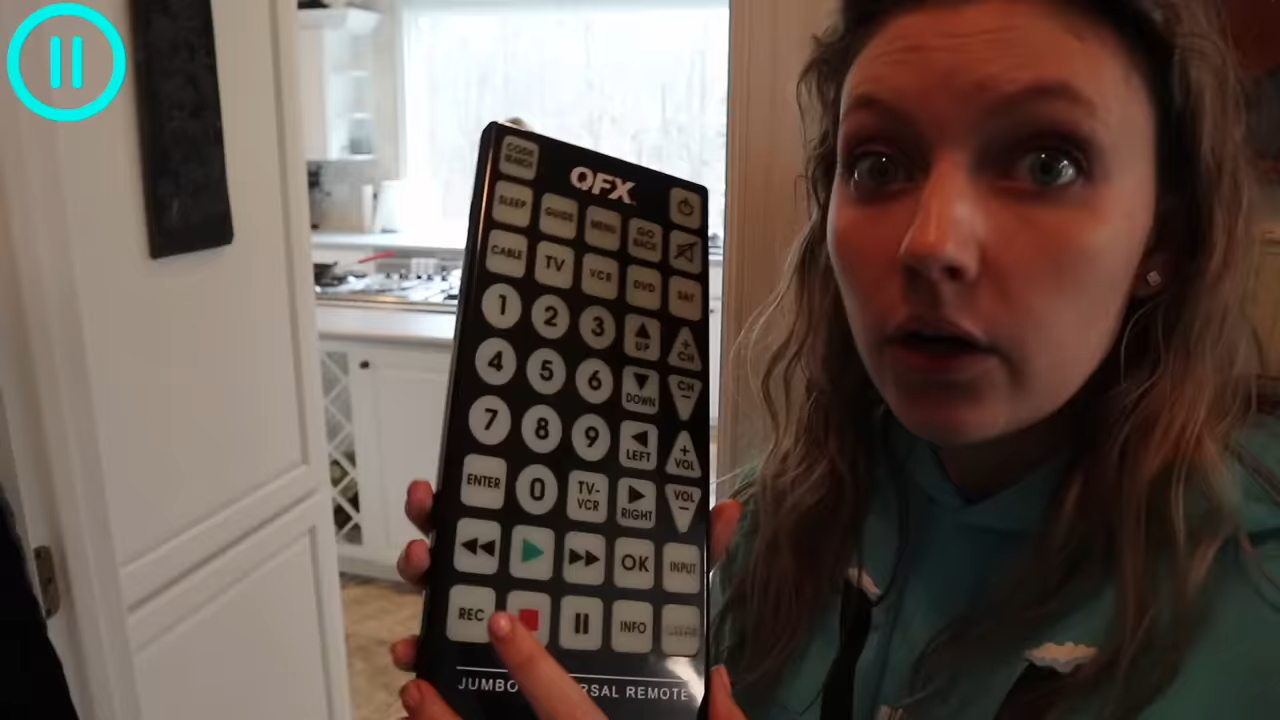 CODE SEARCH
QFX
SLEEP GUIDE MENU GO BACK
CABLE TV VCR DVD SAT
1 2 3 UP + CH
4 5 6 DOWN CH −
7 8 9 LEFT + VOL
ENTER 0 TV-VCR RIGHT VOL −
OK INPUT
REC INFO
JUMBO RSAL REMOTE